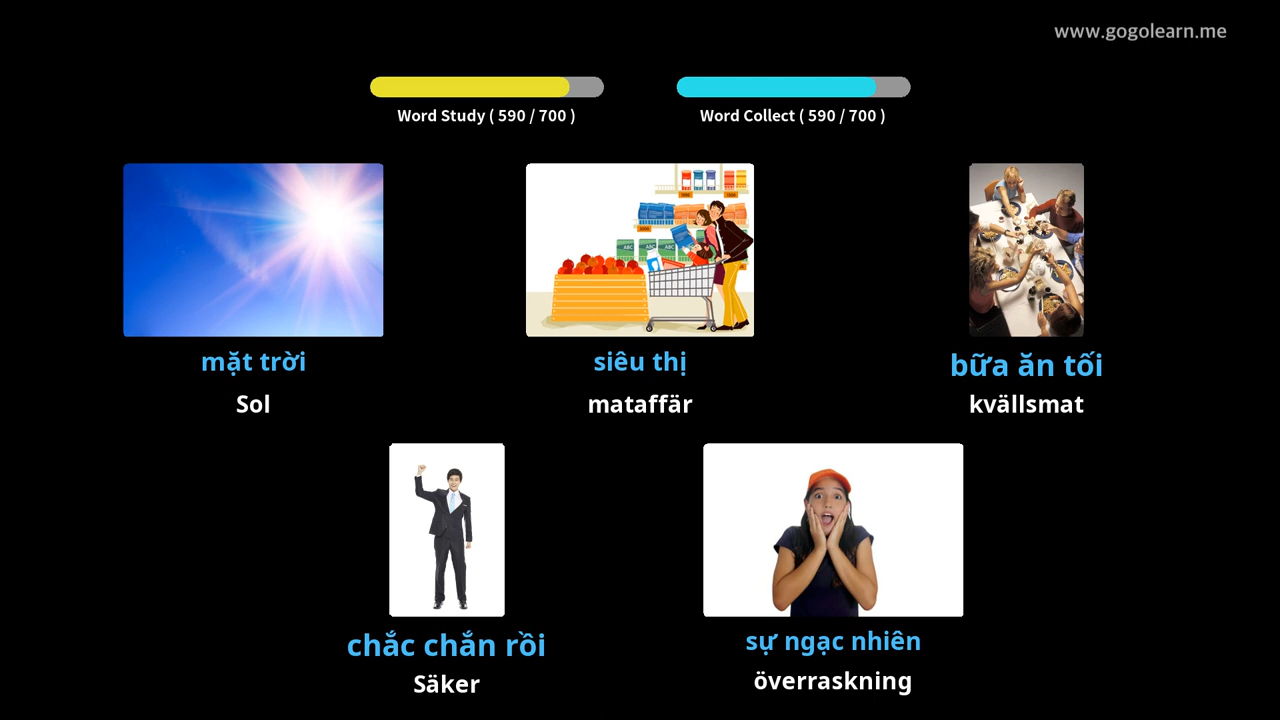 www.gogolearn.me
Word Study ( 590 / 700 )
Word Collect ( 590 / 700 )
mặt trời
Sol
siêu thị
mataffär
bữa ăn tối
kvällsmat
chắc chắn rồi
Säker
sự ngạc nhiên
överraskning